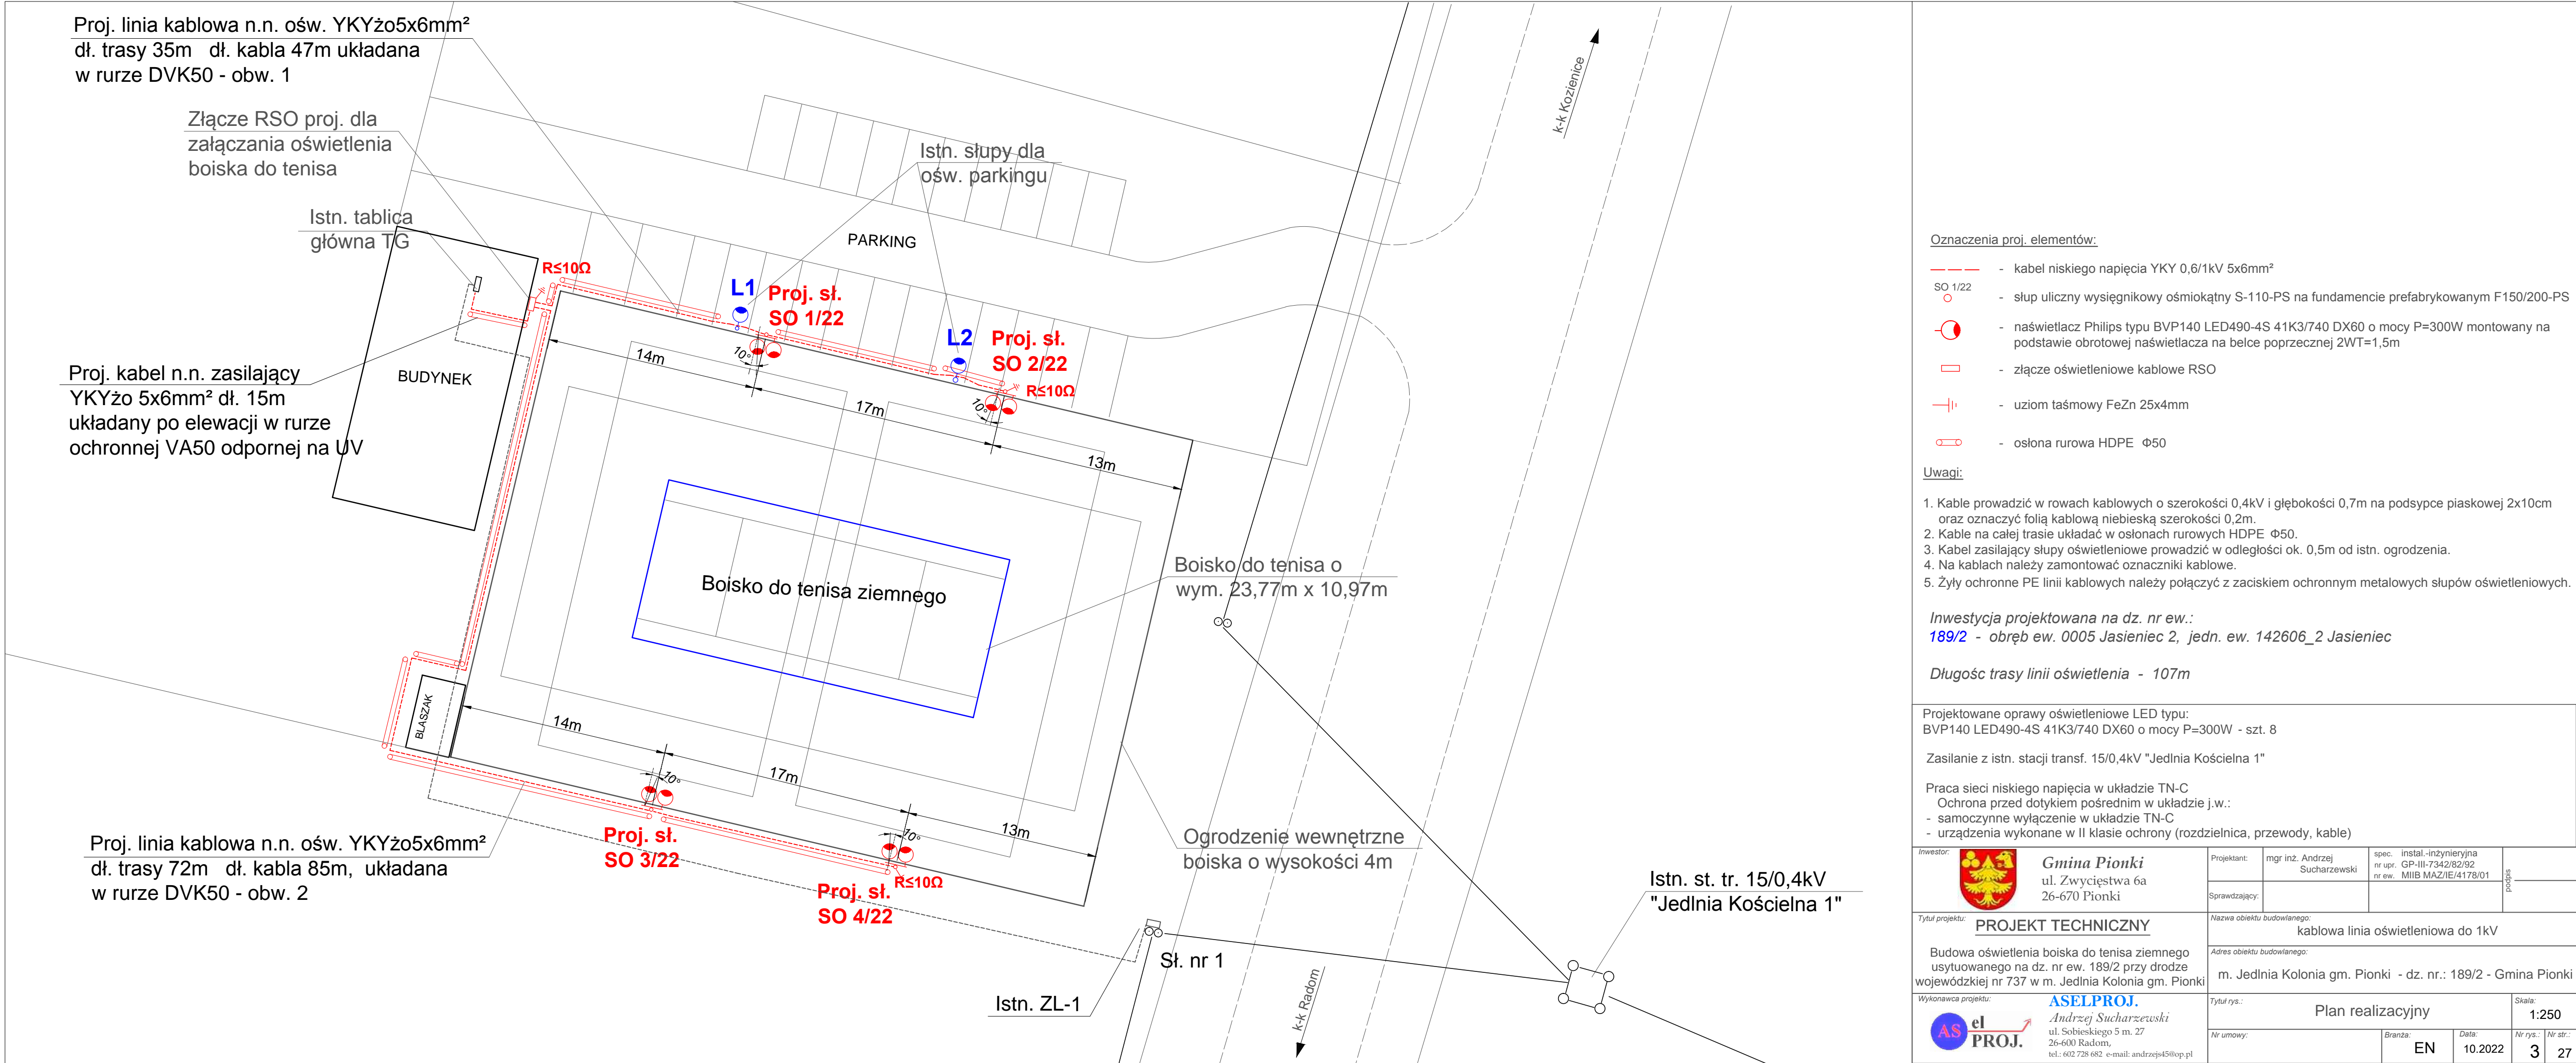 Proj. linia kablowa n.n. ośw. YKYżo5x6mm²
dł. trasy 35m dł. kabla 47m układana
w rurze DVK50 - obw. 1
Złącze RSO proj. dla
załączania oświetlenia
boiska do tenisa
Istn. tablica
główna TG
Istn. słupy dla
ośw. parkingu
k-k Kozienice
PARKING
R≤10Ω
L1
Proj. sł.
SO 1/22
L2
Proj. sł.
SO 2/22
R≤10Ω
10°
10°
14m
17m
13m
BUDYNEK
Proj. kabel n.n. zasilający
YKYżo 5x6mm² dł. 15m
układany po elewacji w rurze
ochronnej VA50 odpornej na UV
Boisko do tenisa ziemnego
Boisko do tenisa o
wym. 23,77m x 10,97m
BLASZAK
14m
17m
13m
10°
10°
Proj. sł.
SO 3/22
Proj. sł.
SO 4/22
R≤10Ω
Ogrodzenie wewnętrzne
boiska o wysokości 4m
Proj. linia kablowa n.n. ośw. YKYżo5x6mm²
dł. trasy 72m dł. kabla 85m, układana
w rurze DVK50 - obw. 2
Istn. st. tr. 15/0,4kV
"Jedlnia Kościelna 1"
Sł. nr 1
Istn. ZL-1
k-k Radom
Oznaczenia proj. elementów:
- kabel niskiego napięcia YKY 0,6/1kV 5x6mm²
SO 1/22
- słup uliczny wysięgnikowy ośmiokątny S-110-PS na fundamencie prefabrykowanym F150/200-PS
- naświetlacz Philips typu BVP140 LED490-4S 41K3/740 DX60 o mocy P=300W montowany na
podstawie obrotowej naświetlacza na belce poprzecznej 2WT=1,5m
- złącze oświetleniowe kablowe RSO
- uziom taśmowy FeZn 25x4mm
- osłona rurowa HDPE Φ50
Uwagi:
1. Kable prowadzić w rowach kablowych o szerokości 0,4kV i głębokości 0,7m na podsypce piaskowej 2x10cm
oraz oznaczyć folią kablową niebieską szerokości 0,2m.
2. Kable na całej trasie układać w osłonach rurowych HDPE Φ50.
3. Kabel zasilający słupy oświetleniowe prowadzić w odległości ok. 0,5m od istn. ogrodzenia.
4. Na kablach należy zamontować oznaczniki kablowe.
5. Żyły ochronne PE linii kablowych należy połączyć z zaciskiem ochronnym metalowych słupów oświetleniowych.
Inwestycja projektowana na dz. nr ew.:
189/2 - obręb ew. 0005 Jasieniec 2, jedn. ew. 142606_2 Jasieniec
Długośc trasy linii oświetlenia - 107m
Projektowane oprawy oświetleniowe LED typu:
BVP140 LED490-4S 41K3/740 DX60 o mocy P=300W - szt. 8
Zasilanie z istn. stacji transf. 15/0,4kV "Jedlnia Kościelna 1"
Praca sieci niskiego napięcia w układzie TN-C
Ochrona przed dotykiem pośrednim w układzie j.w.:
- samoczynne wyłączenie w układzie TN-C
- urządzenia wykonane w II klasie ochrony (rozdzielnica, przewody, kable)
Inwestor:
Gmina Pionki
ul. Zwycięstwa 6a
26-670 Pionki
Projektant:
mgr inż. Andrzej
Sucharzewski
spec. instal.-inżynieryjna
nr upr. GP-III-7342/82/92
nr ew. MIIB MAZ/IE/4178/01
podpis
Sprawdzający:
Tytuł projektu:
PROJEKT TECHNICZNY
Budowa oświetlenia boiska do tenisa ziemnego
usytuowanego na dz. nr ew. 189/2 przy drodze
wojewódzkiej nr 737 w m. Jedlnia Kolonia gm. Pionki
Nazwa obiektu budowlanego:
kablowa linia oświetleniowa do 1kV
Adres obiektu budowlanego:
m. Jedlnia Kolonia gm. Pionki - dz. nr.: 189/2 - Gmina Pionki
Wykonawca projektu:
AS el PROJ.
ASELPROJ.
Andrzej Sucharzewski
ul. Sobieskiego 5 m. 27
26-600 Radom,
tel.: 602 728 682 e-mail: andrzejs45@op.pl
Tytuł rys.:
Plan realizacyjny
Skala:
1:250
Nr umowy:
Branża:
EN
Data:
10.2022
Nr rys.:
3
Nr str.:
27